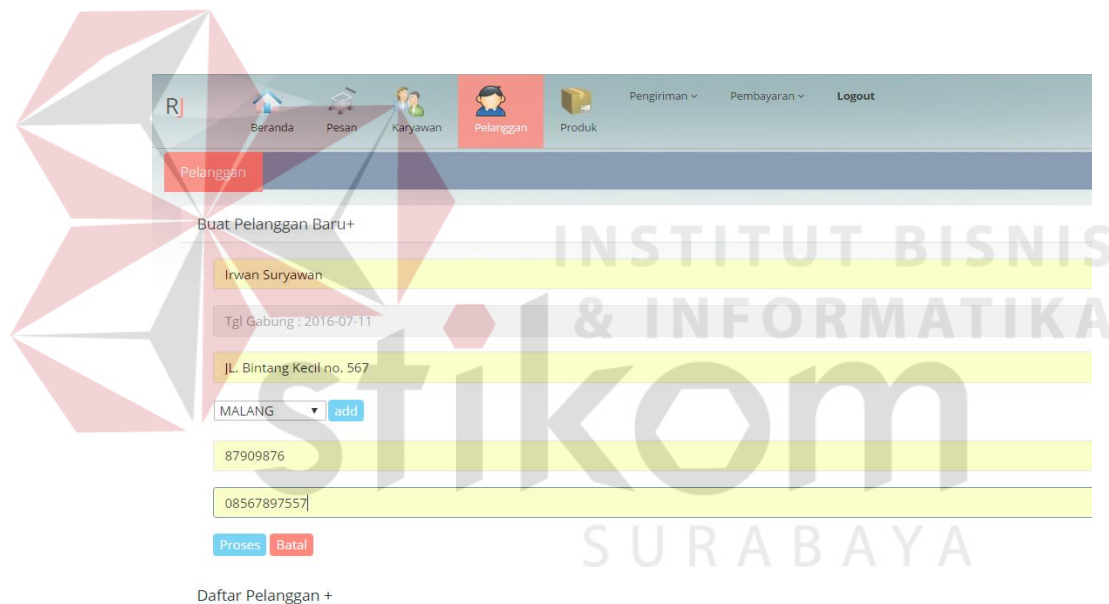 RJ
Beranda Pesan Karyawan Pelanggan Produk Pengiriman Pembayaran Logout
Pelanggan
Buat Pelanggan Baru+
INSTITUT BISNIS
Irwan Suryawan
& INFORMATIKA
Tgl Gabung : 2016-07-11
stikom
JL. Bintang Kecil no. 567
MALANG add
87909876
08567897557
SURABAYA
Proses Batal
Daftar Pelanggan +